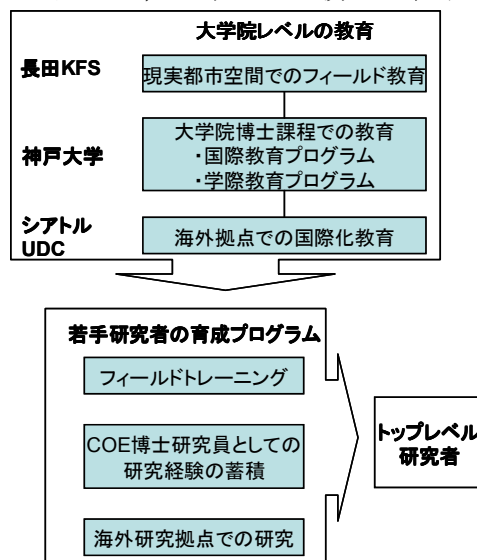 大学院レベルの教育
長田KFS
現実都市空間でのフィールド教育
神戸大学
大学院博士課程での教育
・国際教育プログラム
・学際教育プログラム
シアトル
UDC
海外拠点での国際化教育
若手研究者の育成プログラム
フィールドトレーニング
COE博士研究員としての
研究経験の蓄積
海外研究拠点での研究
トップレベル
研究者